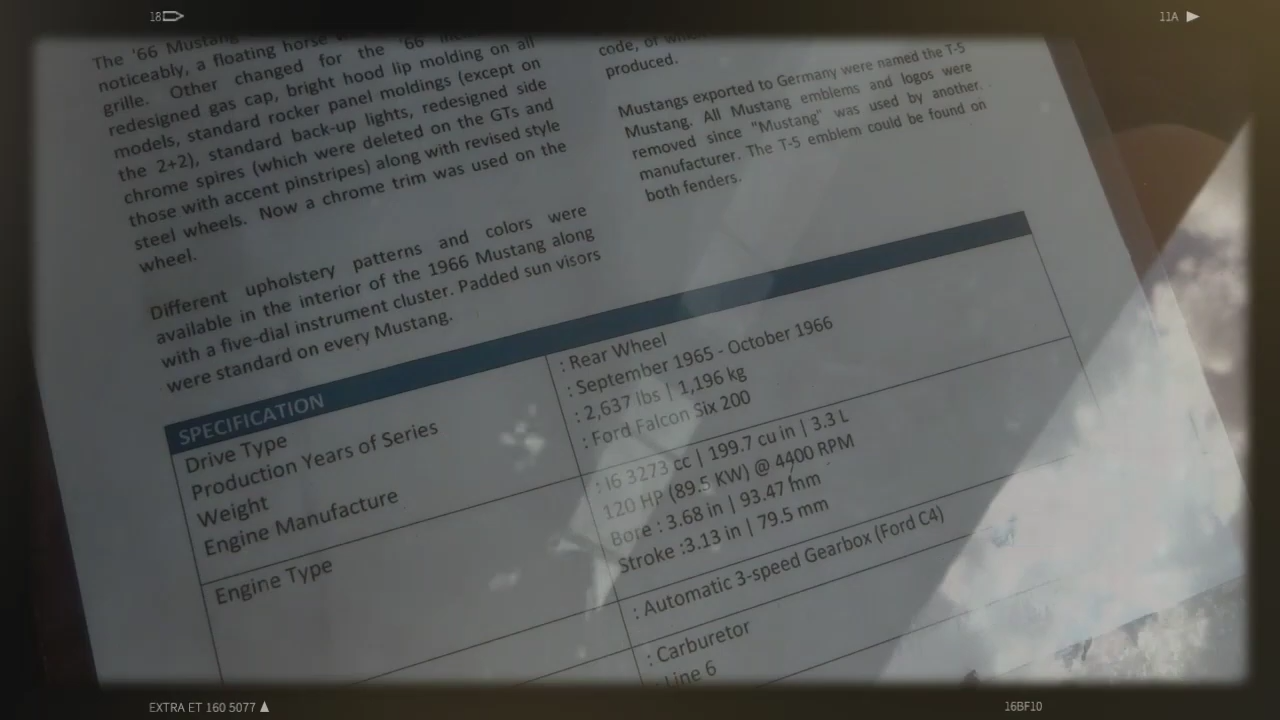 18
11A
The '66 Mustang
noticeably, a floating horse
grille. Other changed for the '66
redesigned gas cap, bright hood lip molding on all
models, standard rocker panel moldings (except on
the 2+2), standard back-up lights, redesigned side
chrome spires (which were deleted on the GTs and
those with accent pinstripes) along with revised style
steel wheels. Now a chrome trim was used on the
wheel.
Different upholstery patterns and colors were
available in the interior of the 1966 Mustang along
with a five-dial instrument cluster. Padded sun visors
were standard on every Mustang.
code, of
produced.
Mustangs exported to Germany were named the T-5
Mustang. All Mustang emblems and logos were
removed since "Mustang" was used by another
manufacturer. The T-5 emblem could be found on
both fenders.
SPECIFICATION
Drive Type : Rear Wheel
Production Years of Series : September 1965 - October 1966
Weight : 2,637 lbs | 1,196 kg
Engine Manufacture : Ford Falcon Six 200
Engine Type : I6 3273 cc | 199.7 cu in | 3.3 L
120 HP (89.5 KW) @ 4400 RPM
Bore : 3.68 in | 93.47 mm
Stroke :3.13 in | 79.5 mm
: Automatic 3-speed Gearbox (Ford C4)
: Carburetor
: Line 6
EXTRA ET 160 5077
16BF10